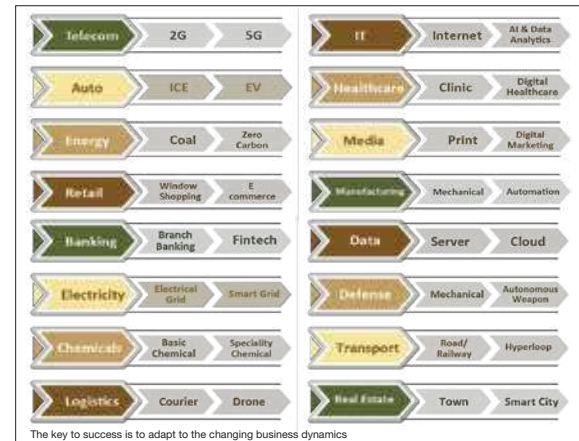 Telecom 2G 5G
Auto ICE EV
Energy Coal Zero Carbon
Retail Window Shopping E commerce
Banking Branch Banking Fintech
Electricity Electrical Grid Smart Grid
Chemicals Basic Chemical Speciality Chemical
Logistics Courier Drone
IT Internet AI & Data Analytics
Healthcare Clinic Digital Healthcare
Media Print Digital Marketing
Manufacturing Mechanical Automation
Data Server Cloud
Defense Mechanical Autonomous Weapon
Transport Road/ Railway Hyperloop
Real Estate Town Smart City
The key to success is to adapt to the changing business dynamics